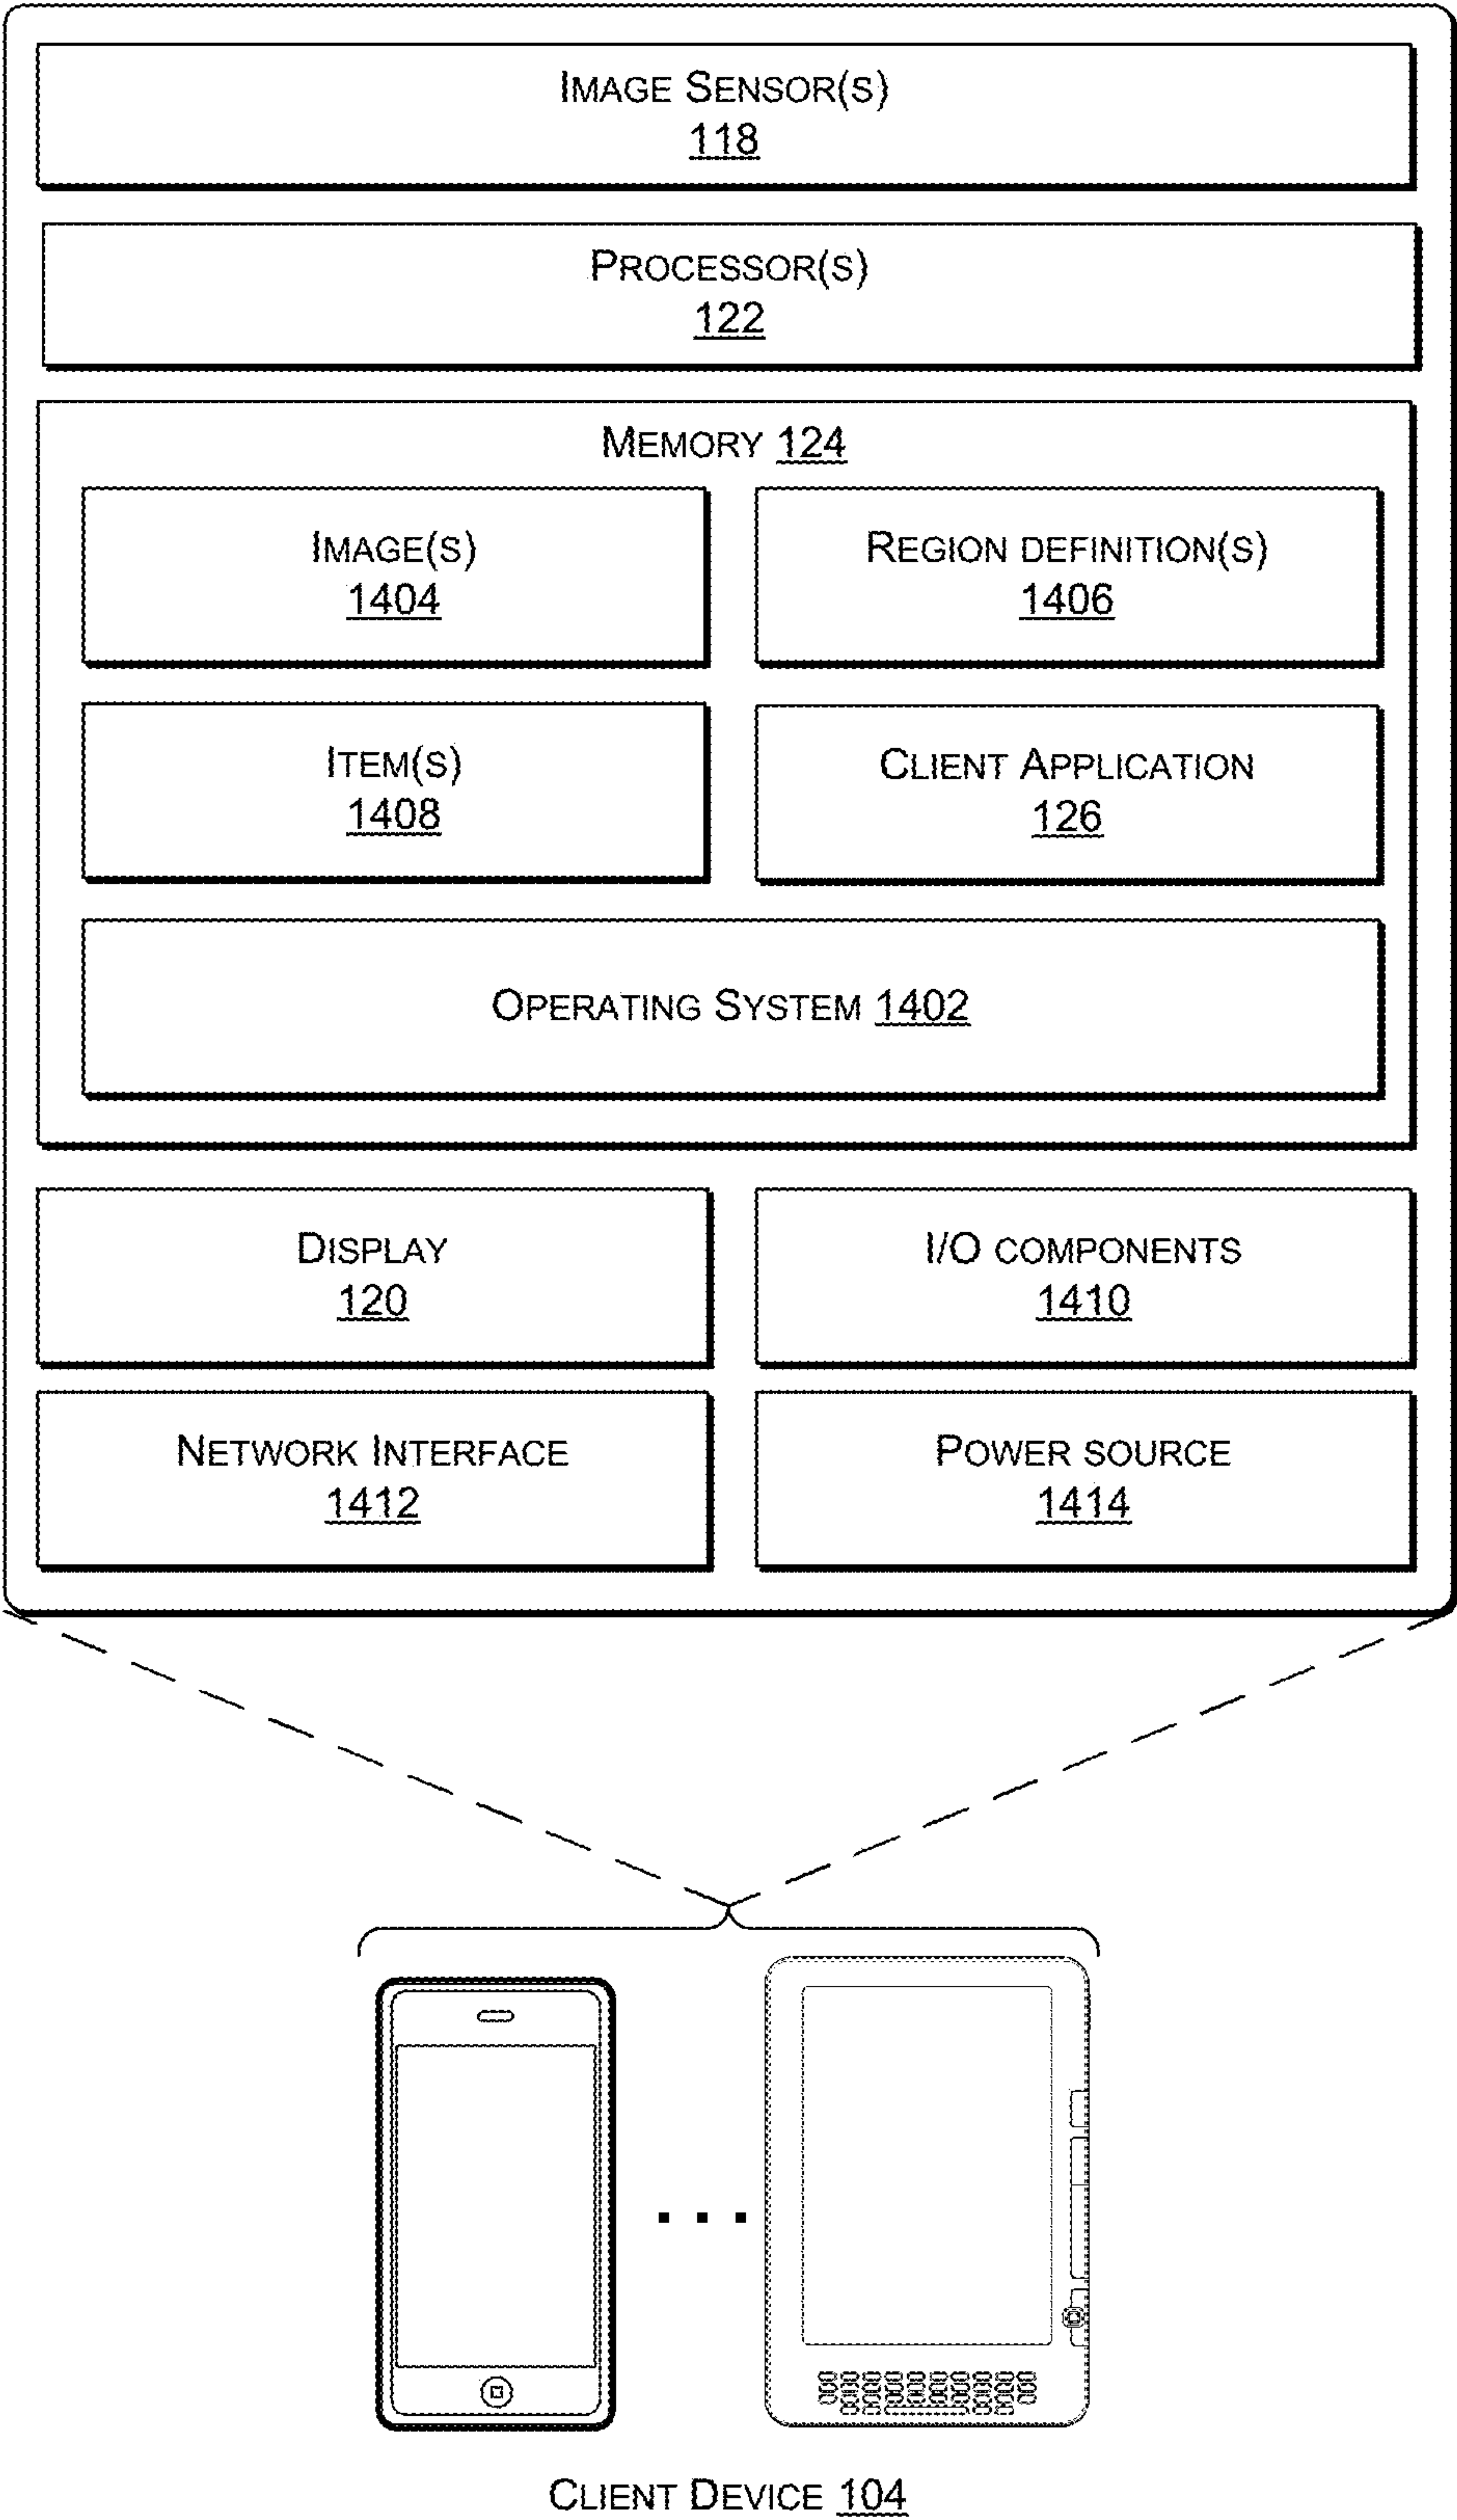 IMAGE SENSOR(S)
118
PROCESSOR(S)
122
MEMORY 124
IMAGE(S)
1404
REGION DEFINITION(S)
1406
ITEM(S)
1408
CLIENT APPLICATION
126
OPERATING SYSTEM 1402
DISPLAY
120
I/O COMPONENTS
1410
NETWORK INTERFACE
1412
POWER SOURCE
1414
CLIENT DEVICE 104